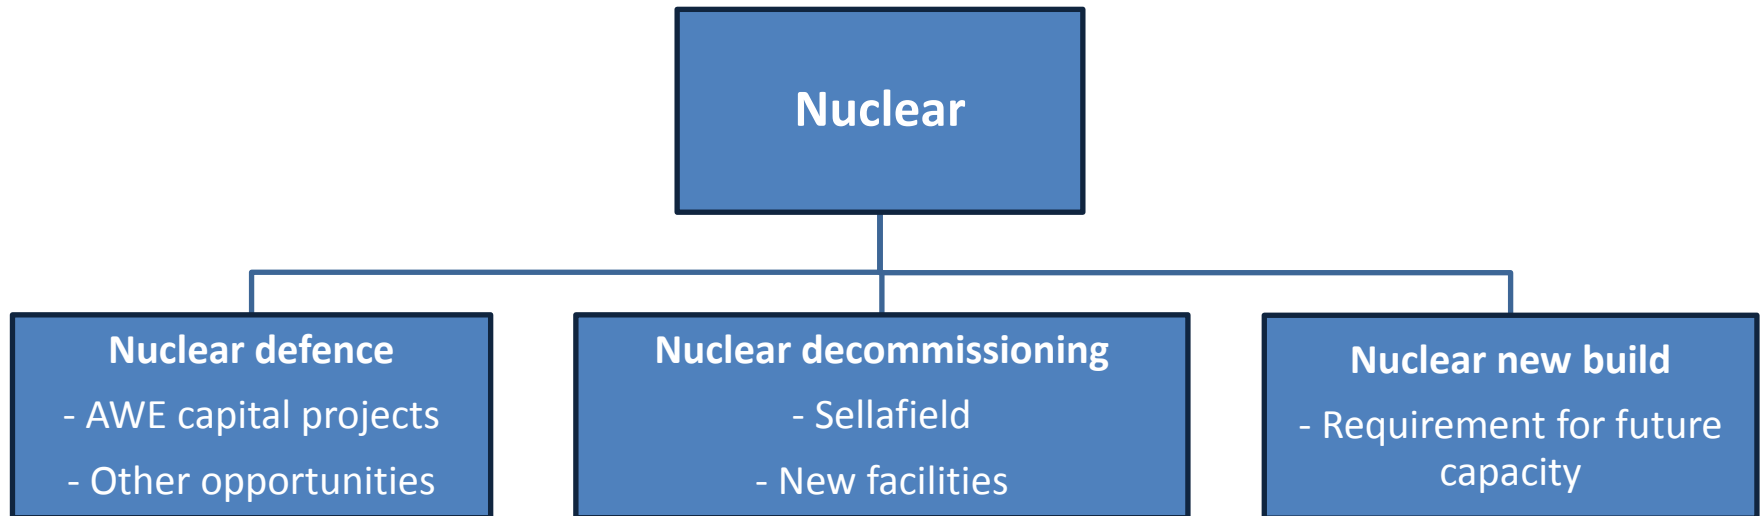 Nuclear
Nuclear defence
- AWE capital projects
- Other opportunities
Nuclear decommissioning
- Sellafield
- New facilities
Nuclear new build
- Requirement for future
capacity